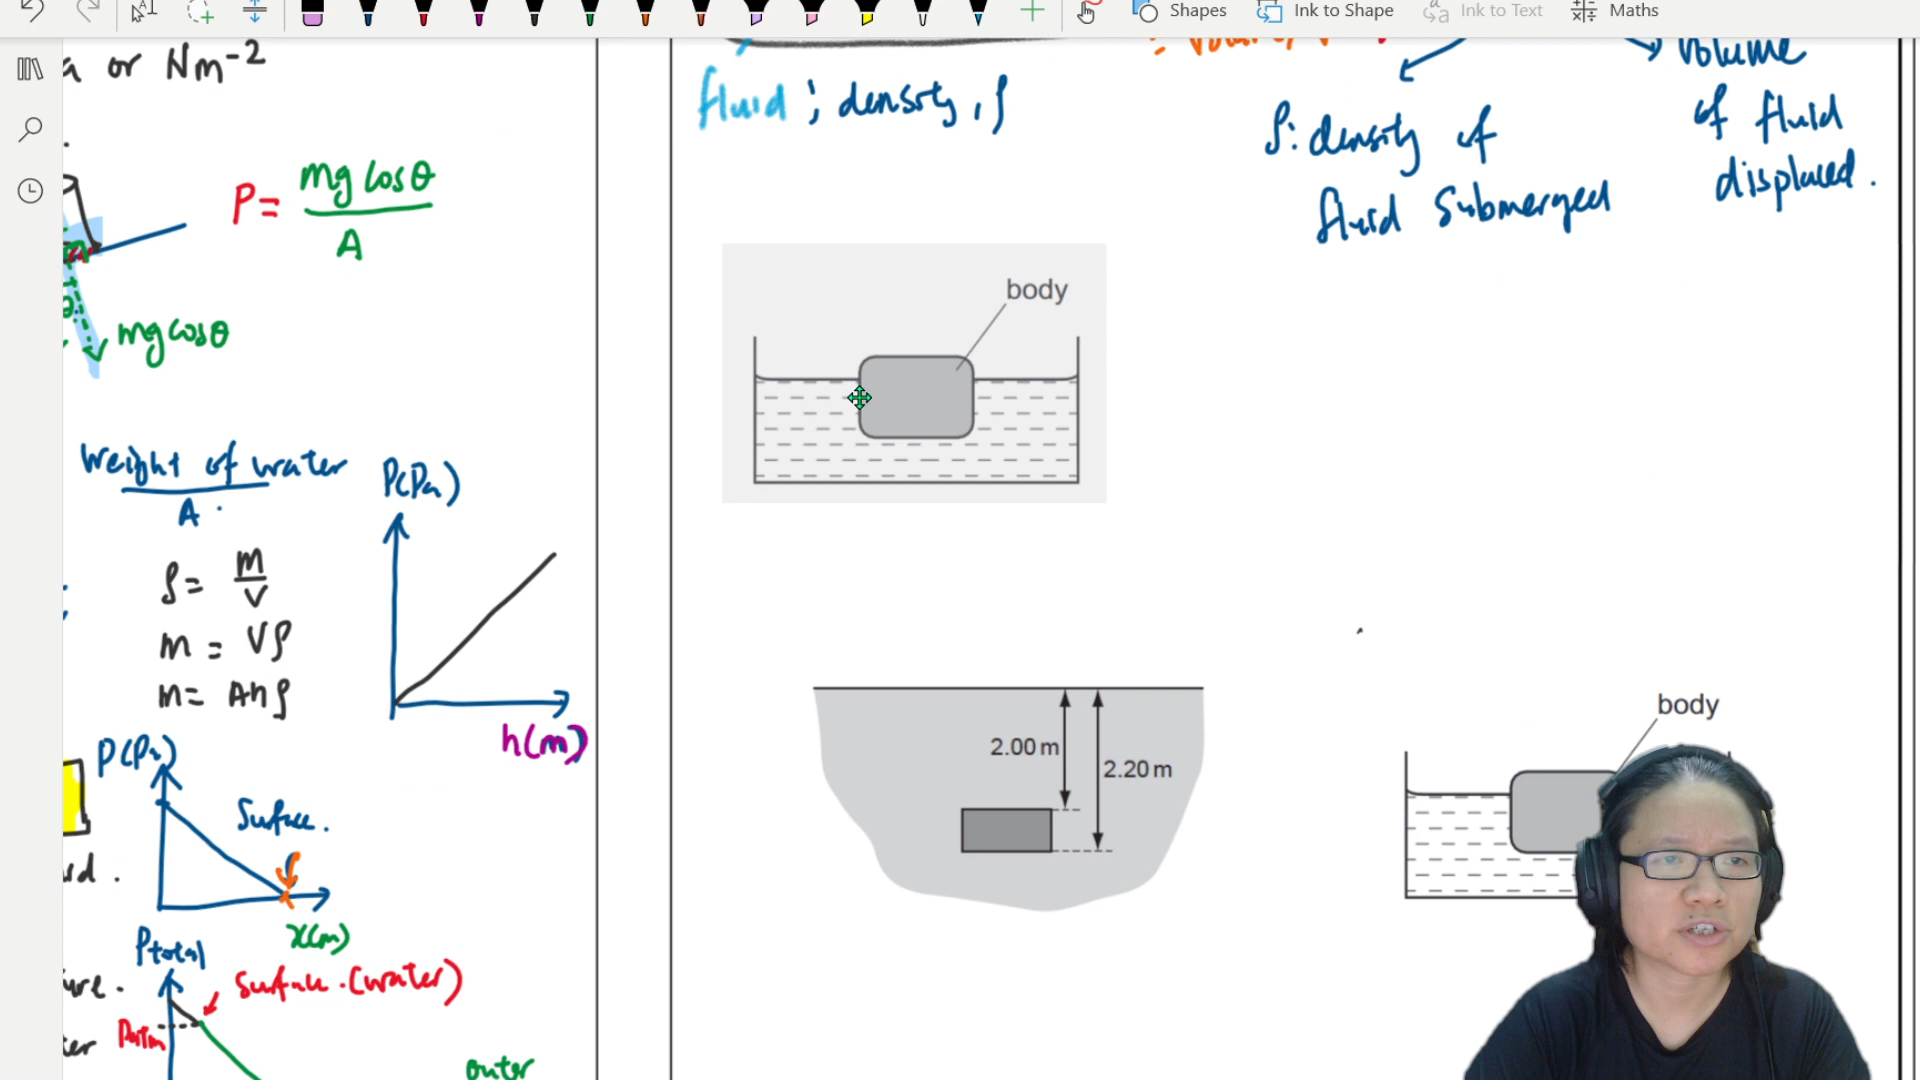 Shapes
Ink to Shape
Ink to Text
Maths
a or Nm-2
P = mg cosθ
A
mg cosθ
Weight of water
A
P(Pa)
ρ = m
V
m = Vρ
m = Ahρ
h(m)
P(Pa)
Surface.
x(m)
Ptotal
Surface.(water)
Patm
outer
fluid ; density, ρ
volume
of fluid
displaced.
ρ: density of
fluid submerged
body
2.00 m
2.20 m
body